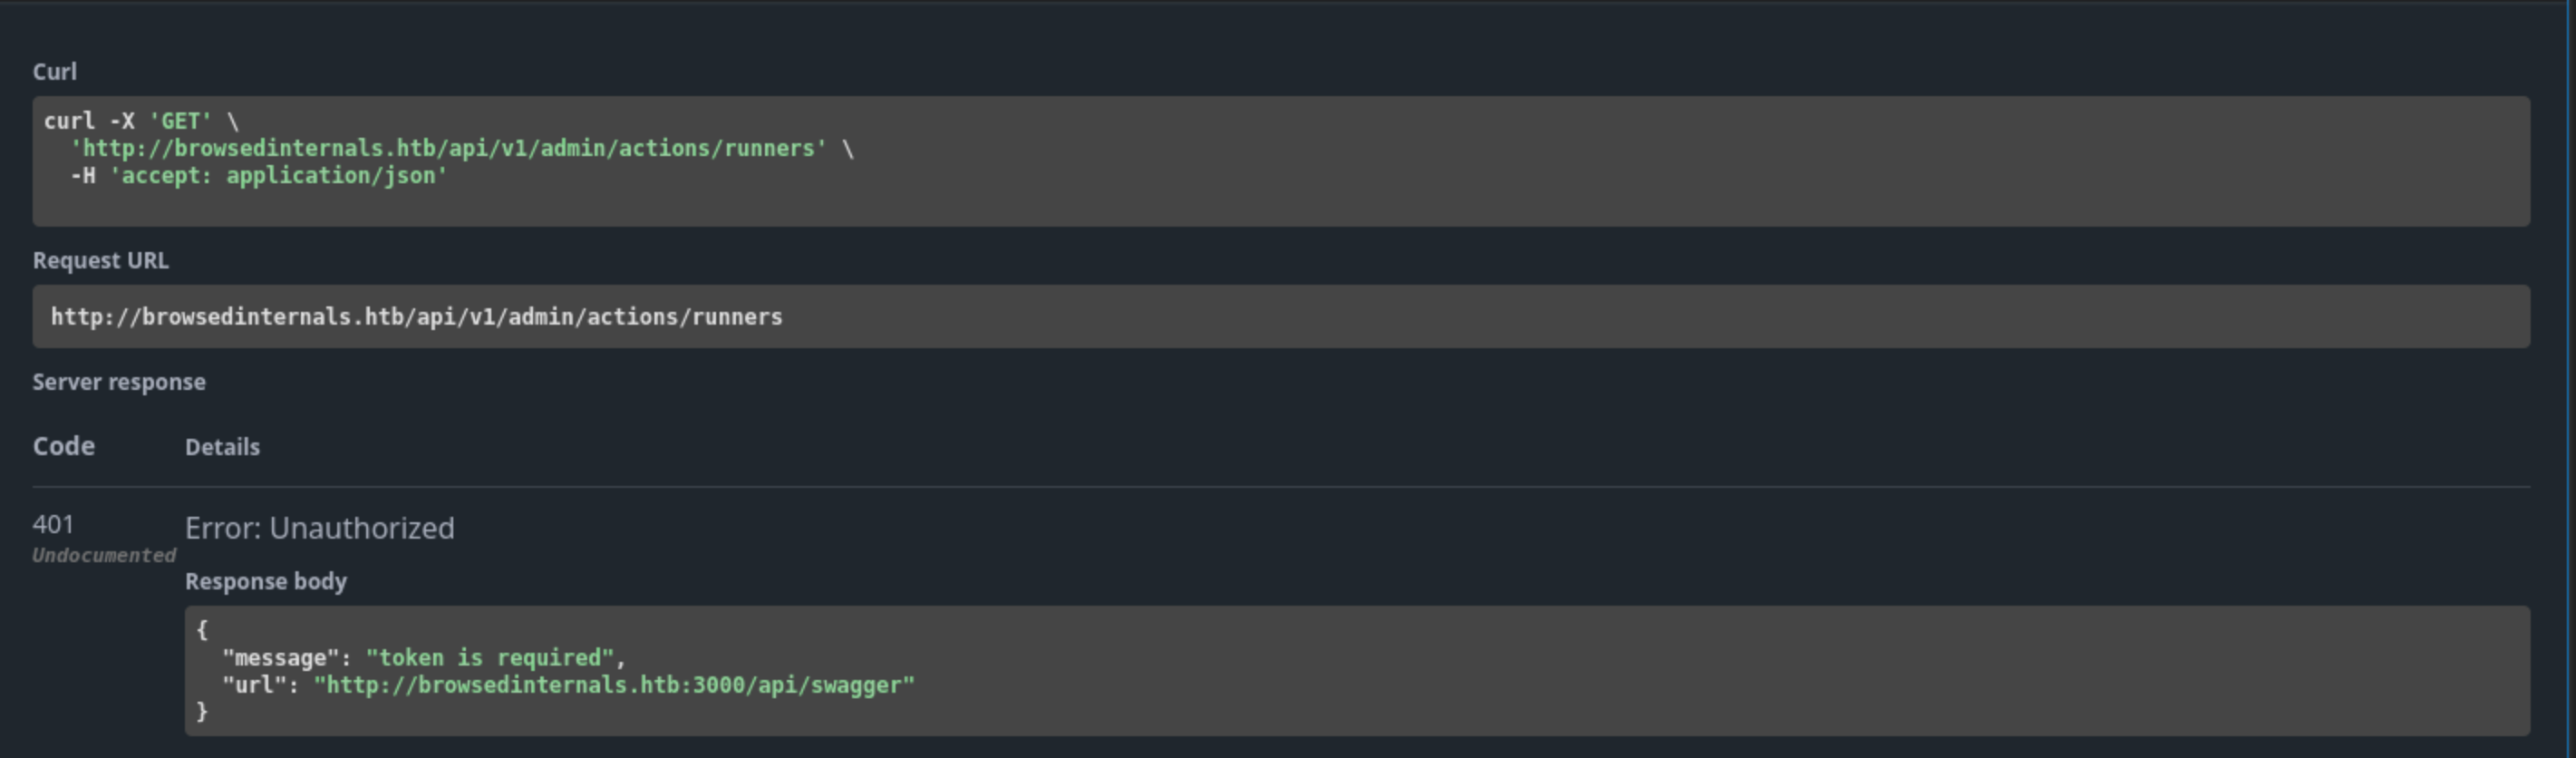 Curl
curl -X 'GET' \
  'http://browsedinternals.htb/api/v1/admin/actions/runners' \
  -H 'accept: application/json'
Request URL
http://browsedinternals.htb/api/v1/admin/actions/runners
Server response
Code Details
401 Error: Unauthorized
Undocumented
Response body
{
  "message": "token is required",
  "url": "http://browsedinternals.htb:3000/api/swagger"
}